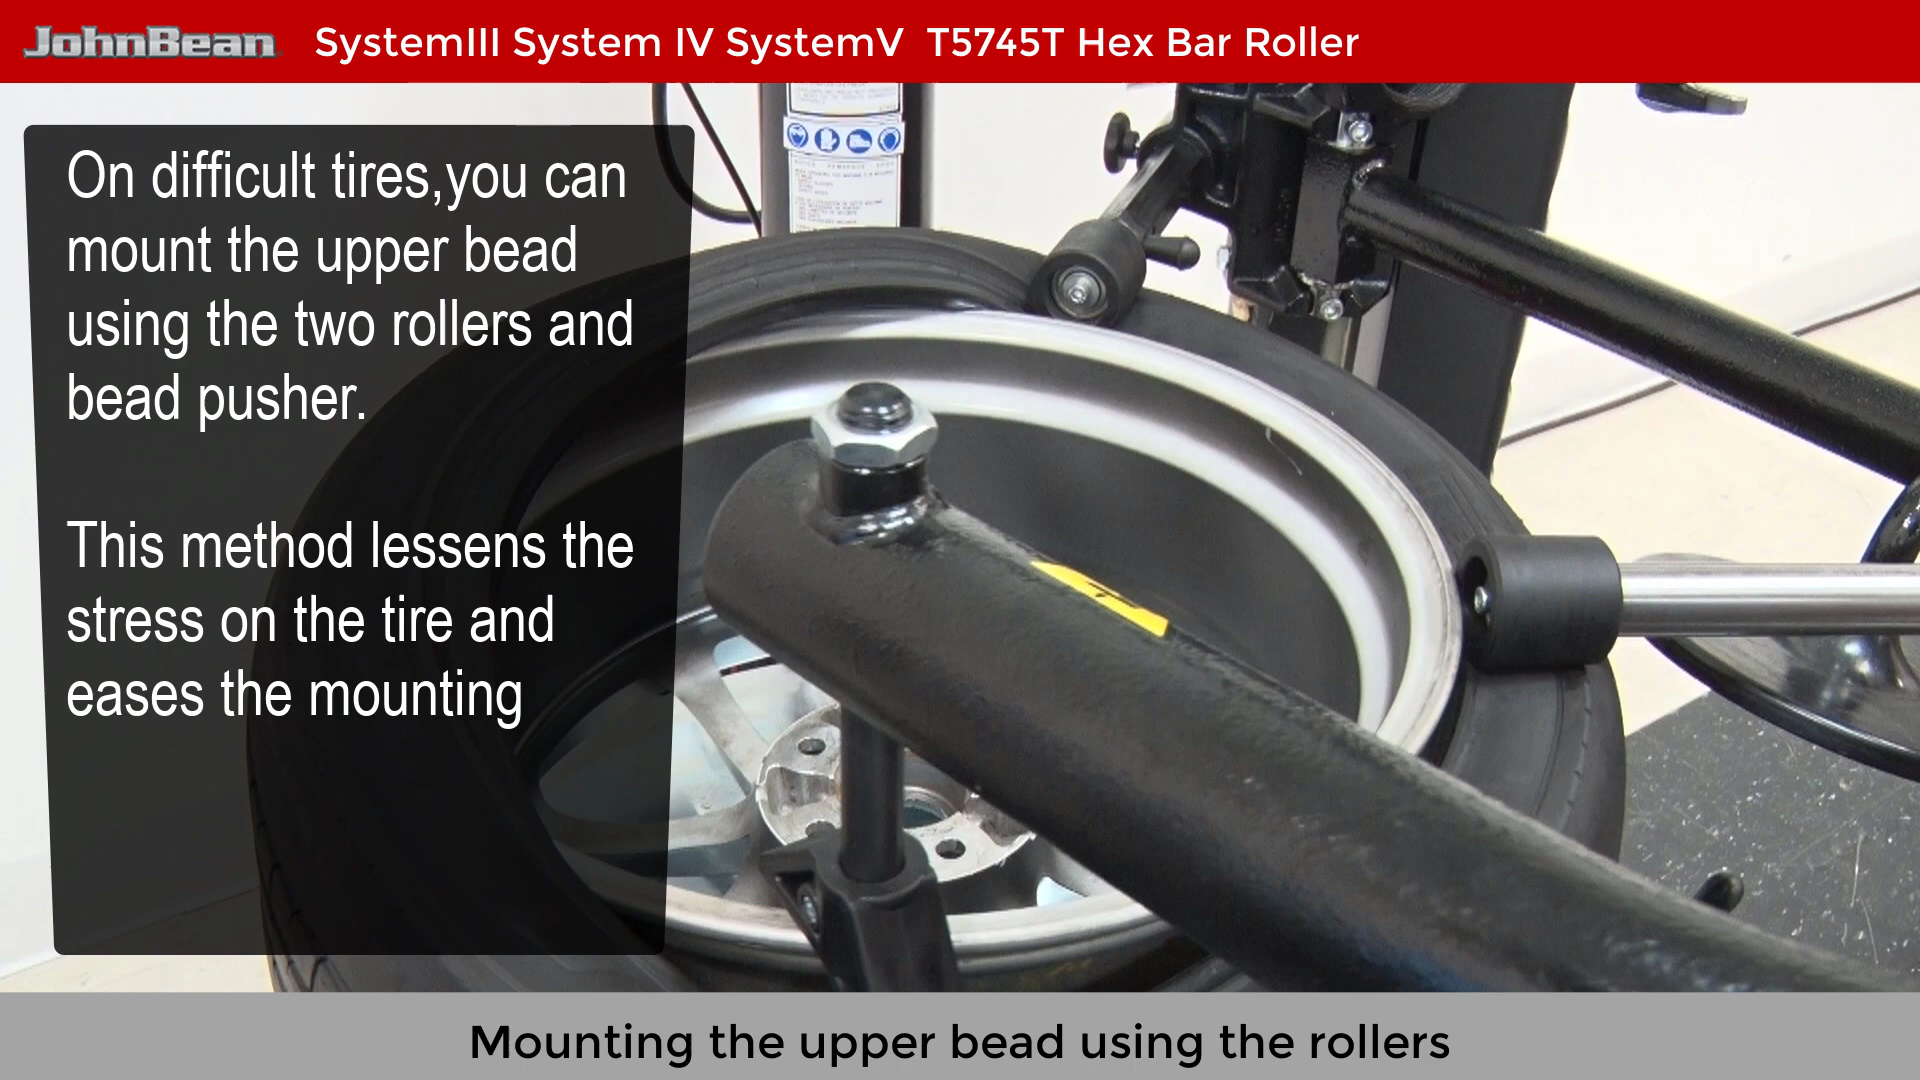 JohnBean SystemIII System IV SystemV T5745T Hex Bar Roller
On difficult tires,you can
mount the upper bead
using the two rollers and
bead pusher.
This method lessens the
stress on the tire and
eases the mounting
Mounting the upper bead using the rollers